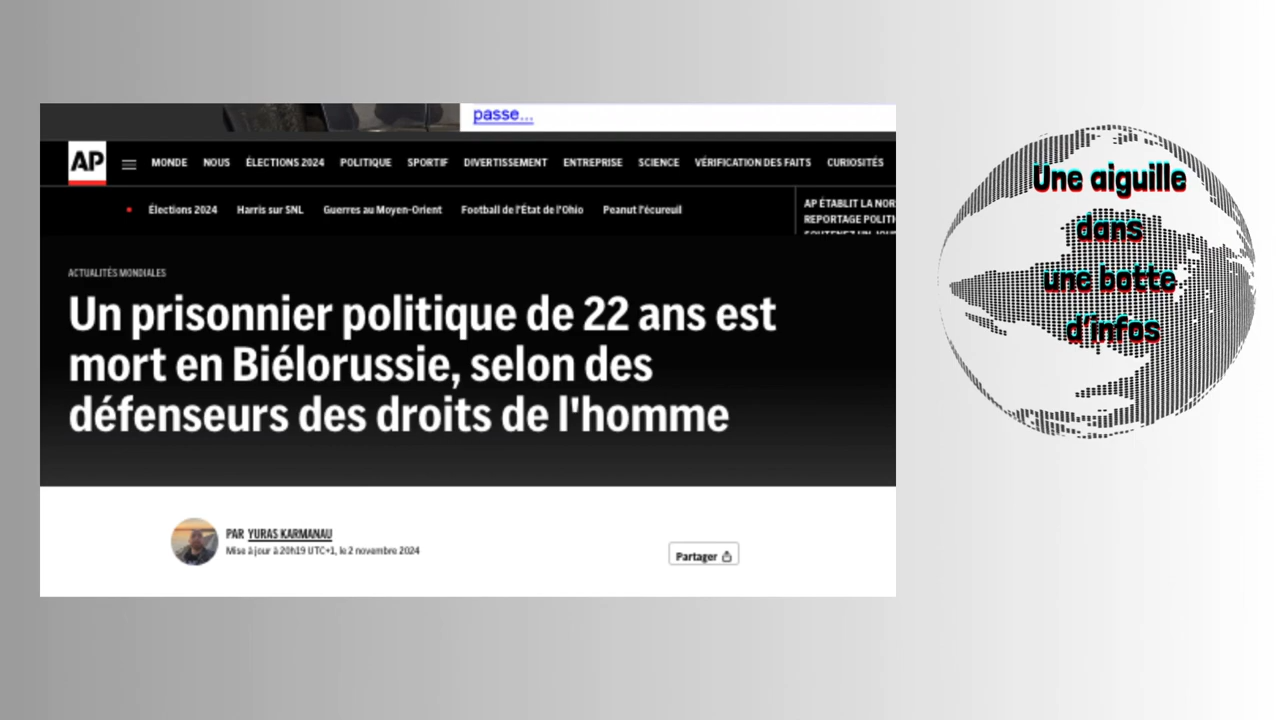 passe...
AP
MONDE NOUS ÉLECTIONS 2024 POLITIQUE SPORTIF DIVERTISSEMENT ENTREPRISE SCIENCE VÉRIFICATION DES FAITS CURIOSITÉS
Élections 2024 Harris sur SNL Guerres au Moyen-Orient Football de l'État de l'Ohio Peanut l'écureuil
AP ÉTABLIT LA NOR
REPORTAGE POLITI
ACTUALITÉS MONDIALES
Un prisonnier politique de 22 ans est
mort en Biélorussie, selon des
défenseurs des droits de l'homme
PAR YURAS KARMANAU
Mise à jour à 20h19 UTC+1, le 2 novembre 2024
Partager
Une aiguille
dans
une botte
d'infos